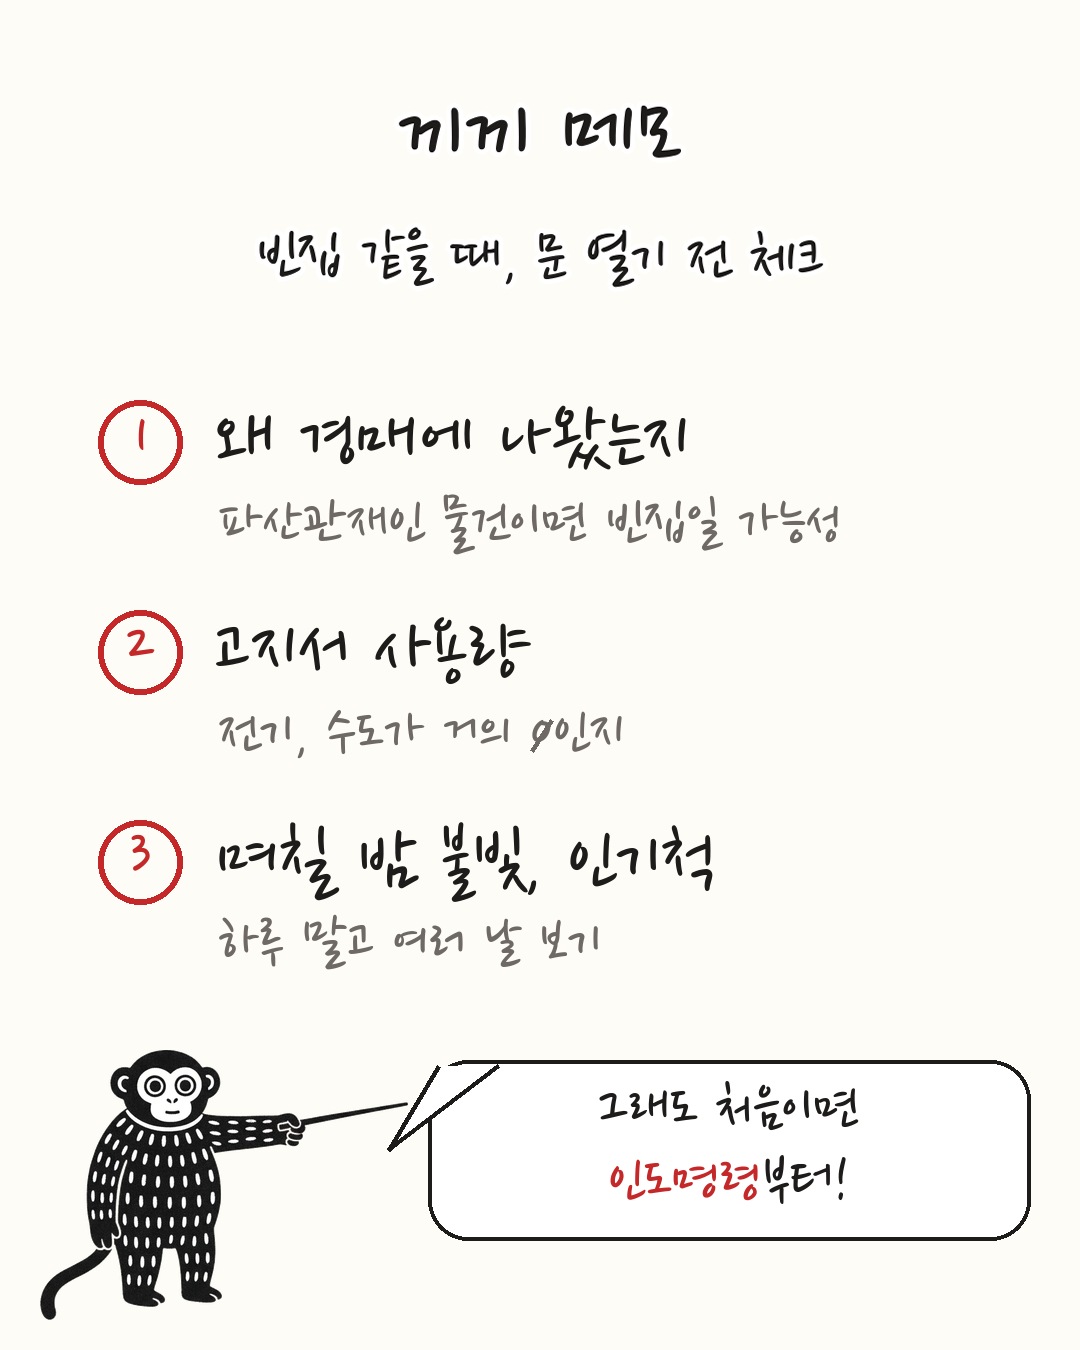 끼끼 메모
빈집 같을 때, 문 열기 전 체크
1
왜 경매에 나왔는지
파산관재인 물건이면 빈집일 가능성
2
고지서 사용량
전기, 수도가 거의 0인지
3
며칠 밤 불빛, 인기척
하루 말고 여러 날 보기
그래도 처음이면
인도명령부터!